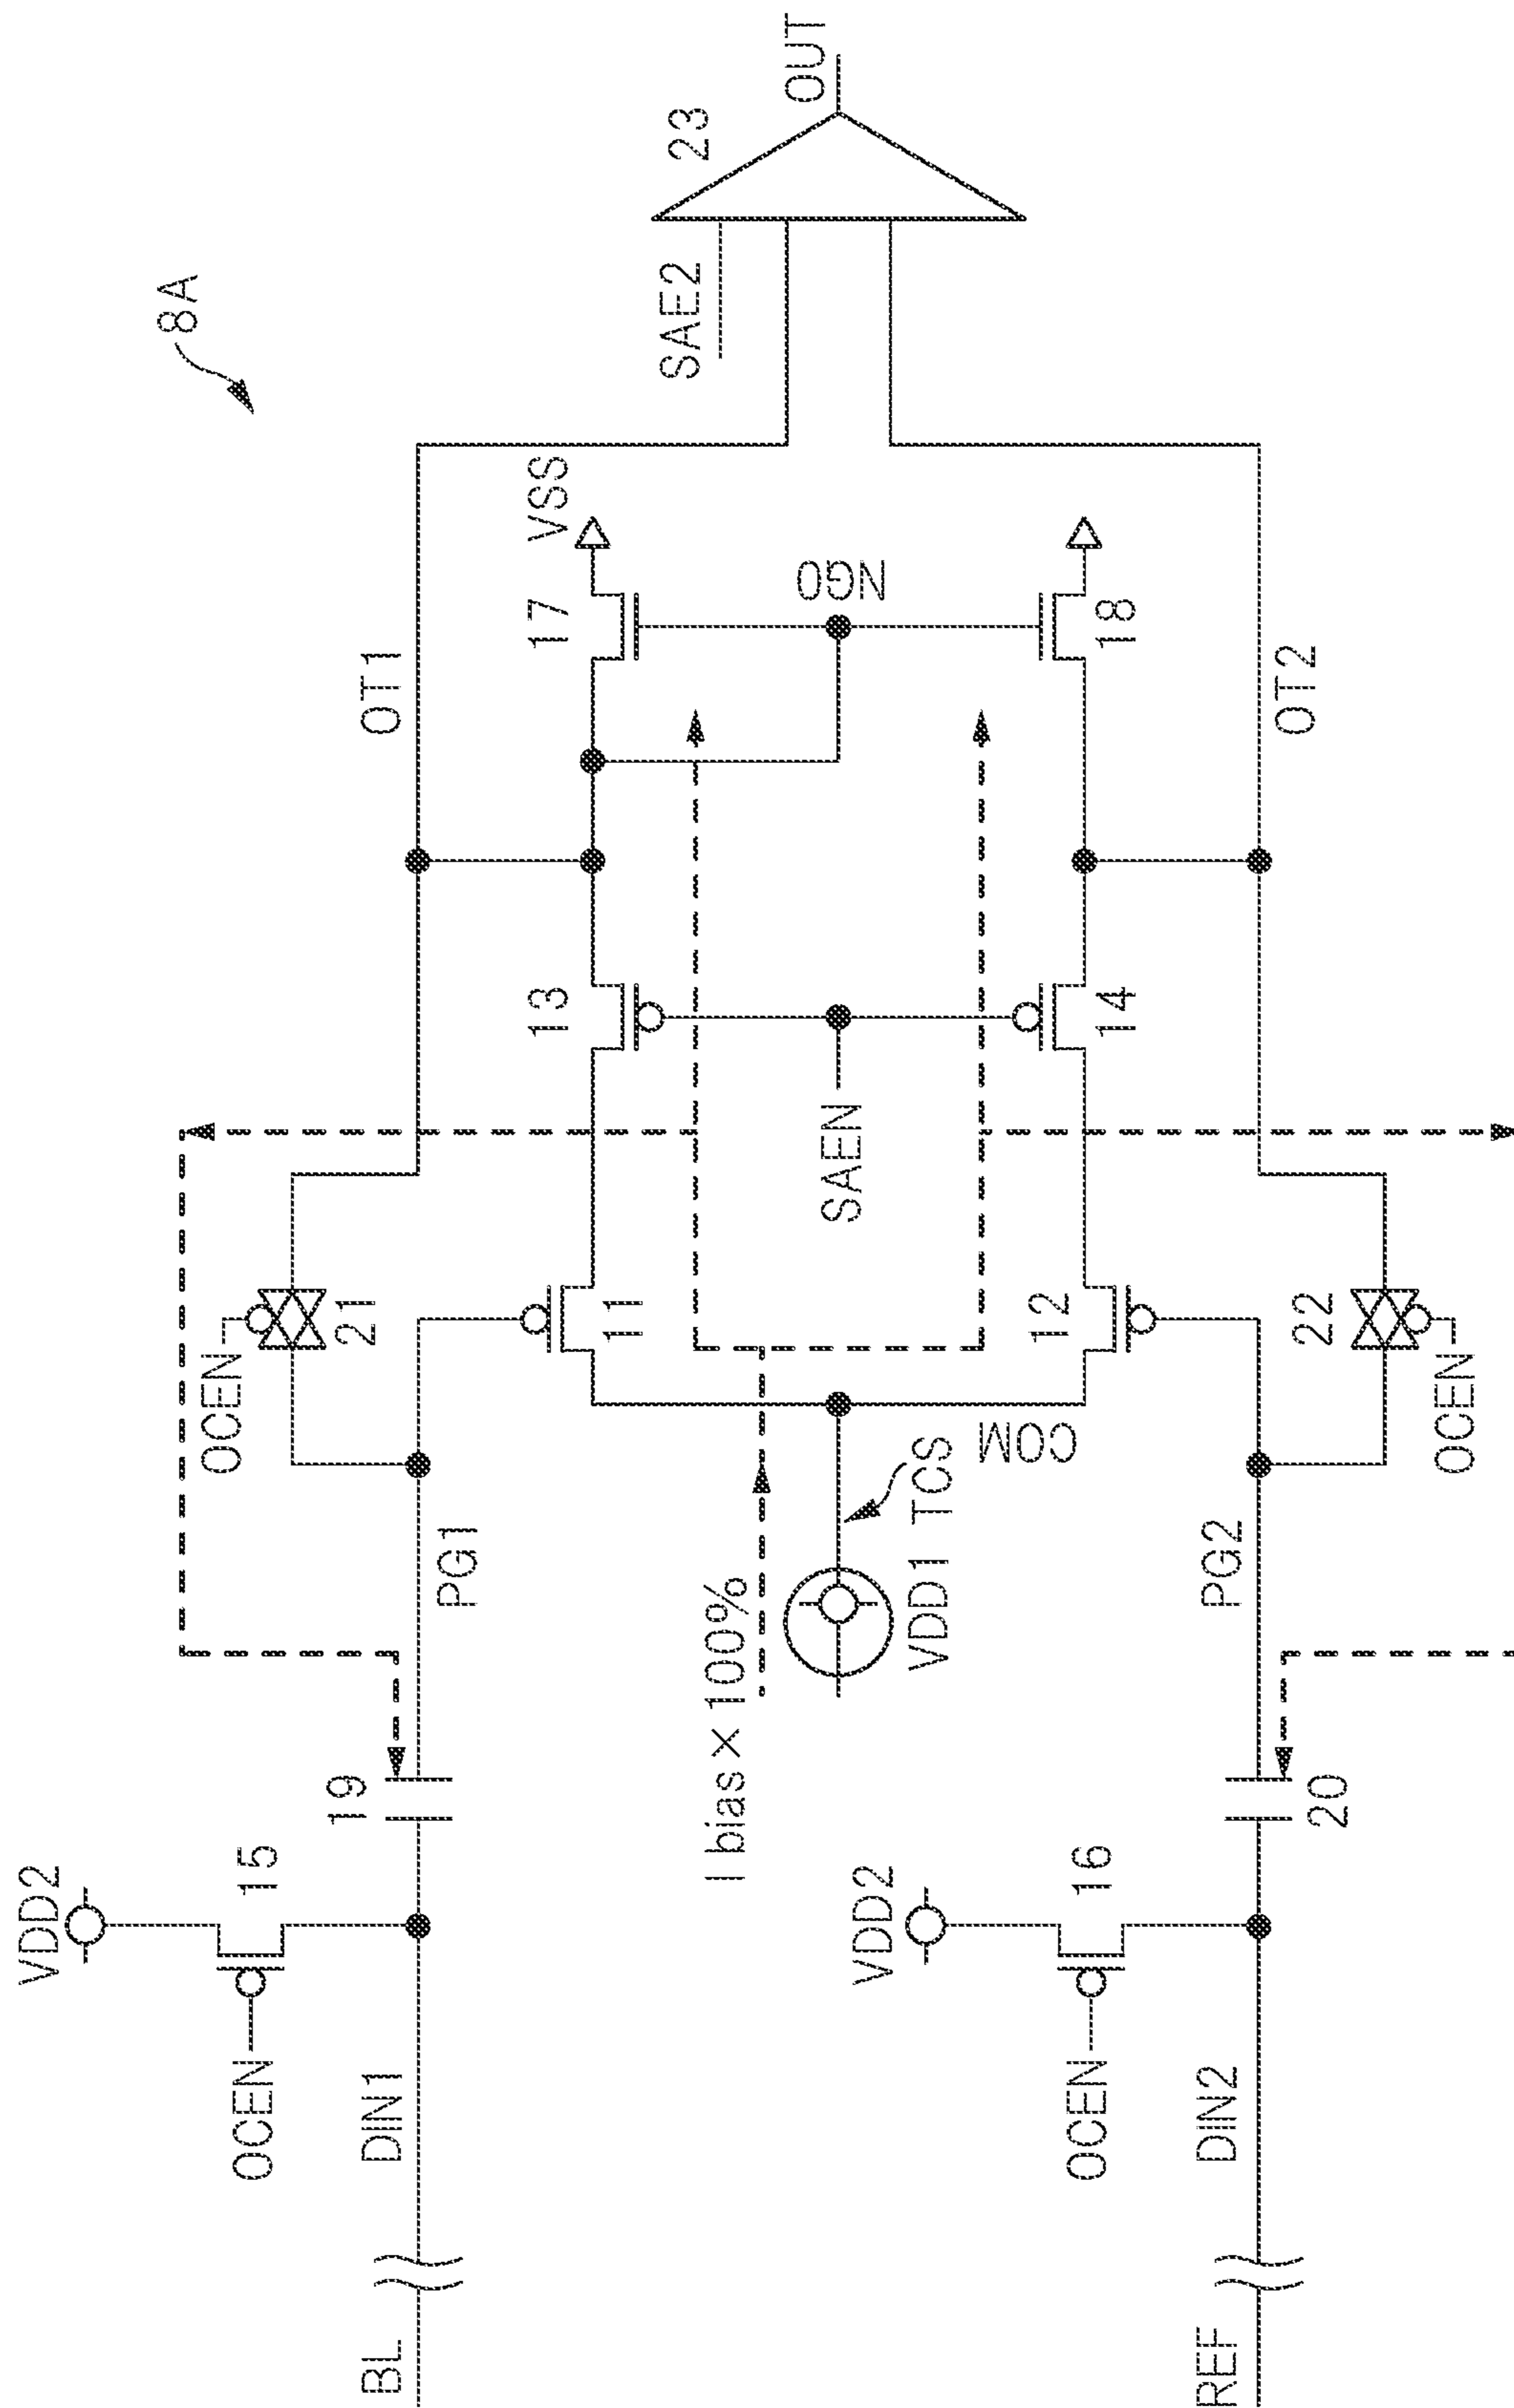 8A
OUT
23
SAE2
OT1
VSS
17
NG0
18
OT2
13
14
SAEN
OCEN
21
11
12
22
OCEN
COM
TCS
VDD1
PG1
PG2
I bias×100%
19
20
VDD2
15
OCEN
VDD2
16
OCEN
DIN1
DIN2
BL
REF